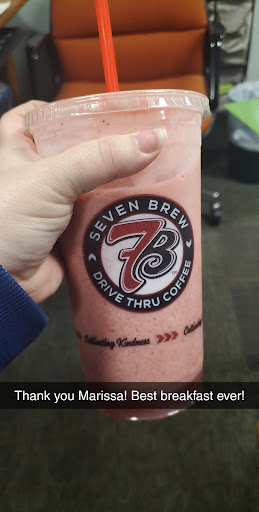 SEVEN BREW
7B
DRIVE THRU COFFEE
Cultivating Kindness >>> 
Thank you Marissa! Best breakfast ever!